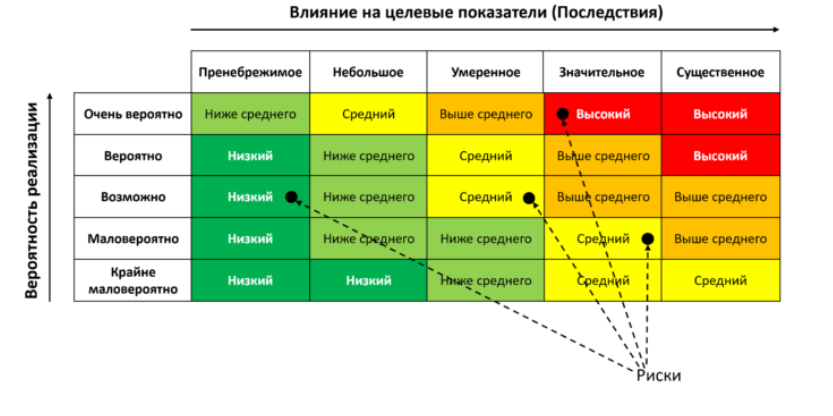 Влияние на целевые показатели (Последствия)
Вероятность реализации
Пренебрежимое Небольшое Умеренное Значительное Существенное
Очень вероятно Ниже среднего Средний Выше среднего Высокий Высокий
Вероятно Низкий Ниже среднего Средний Выше среднего Высокий
Возможно Низкий Ниже среднего Средний Выше среднего Выше среднего
Маловероятно Низкий Ниже среднего Ниже среднего Средний Выше среднего
Крайне
маловероятно Низкий Низкий Ниже среднего Средний Средний
Риски